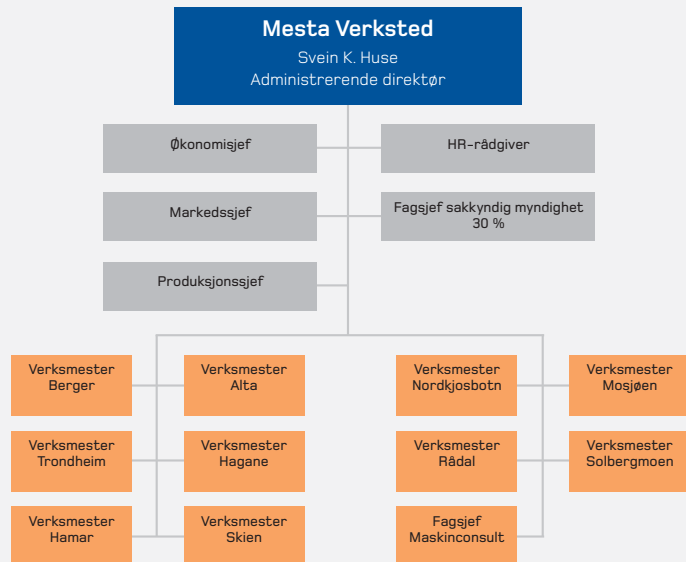 Mesta Verksted
Svein K. Huse
Administrerende direktør
Økonomisjef
HR-rådgiver
Markedssjef
Fagsjef sakkyndig myndighet
30 %
Produksjonssjef
Verksmester
Berger
Verksmester
Alta
Verksmester
Nordkjosbotn
Verksmester
Mosjøen
Verksmester
Trondheim
Verksmester
Hagane
Verksmester
Rådal
Verksmester
Solbergmoen
Verksmester
Hamar
Verksmester
Skien
Fagsjef
Maskinconsult